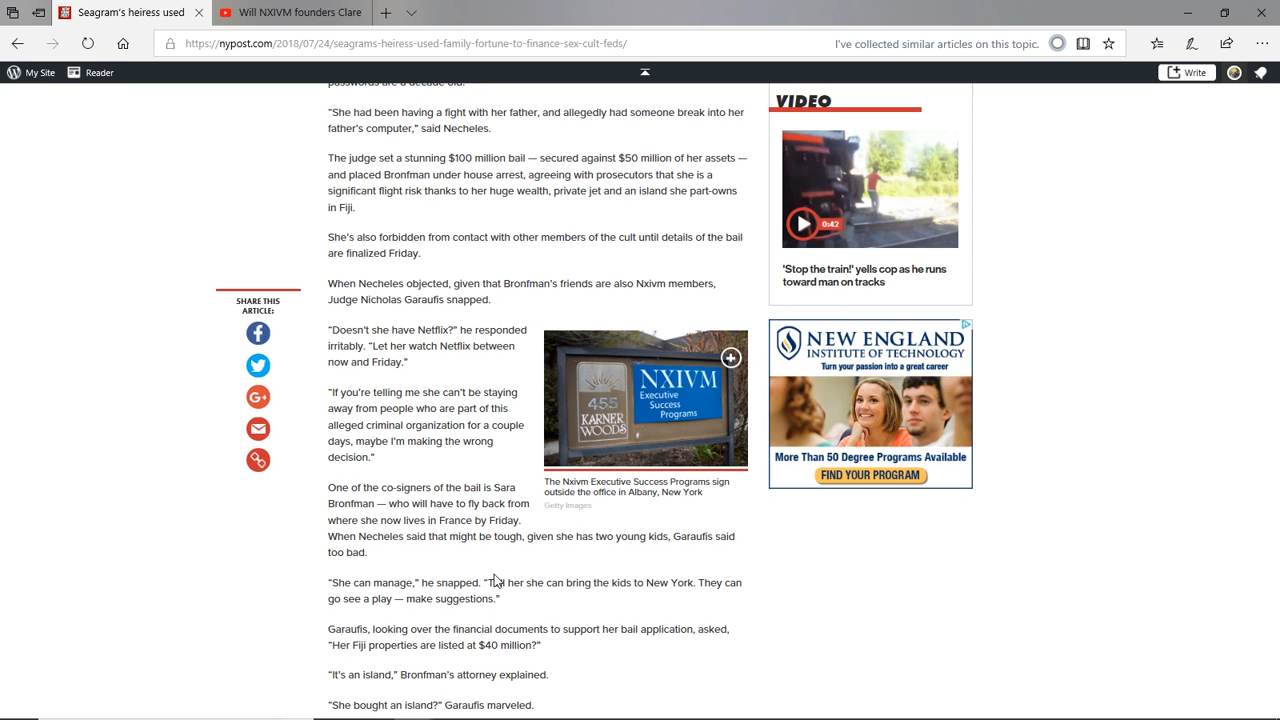 Seagram's heiress used
Will NXIVM founders Clare
https://nypost.com/2018/07/24/seagrams-heiress-used-family-fortune-to-finance-sex-cult-feds/
I've collected similar articles on this topic.
My Site
Reader
Write
passwords are a decade old.
“She had been having a fight with her father, and allegedly had someone break into her
father’s computer,” said Necheles.
The judge set a stunning $100 million bail — secured against $50 million of her assets —
and placed Bronfman under house arrest, agreeing with prosecutors that she is a
significant flight risk thanks to her huge wealth, private jet and an island she part-owns
in Fiji.
She’s also forbidden from contact with other members of the cult until details of the bail
are finalized Friday.
When Necheles objected, given that Bronfman’s friends are also Nxivm members,
Judge Nicholas Garaufis snapped.
“Doesn’t she have Netflix?” he responded
irritably. “Let her watch Netflix between
now and Friday.”
“If you’re telling me she can’t be staying
away from people who are part of this
alleged criminal organization for a couple
days, maybe I’m making the wrong
decision.”
One of the co-signers of the bail is Sara
Bronfman — who will have to fly back from
where she now lives in France by Friday.
When Necheles said that might be tough, given she has two young kids, Garaufis said
too bad.
“She can manage,” he snapped. “Tell her she can bring the kids to New York. They can
go see a play — make suggestions.”
Garaufis, looking over the financial documents to support her bail application, asked,
“Her Fiji properties are listed at $40 million?”
“It’s an island,” Bronfman’s attorney explained.
“She bought an island?” Garaufis marveled.
SHARE THIS
ARTICLE:
455
KARNER
WOODS
NXIVM
Executive
Success
Programs
The Nxivm Executive Success Programs sign
outside the office in Albany, New York
Getty Images
VIDEO
0:42
'Stop the train!' yells cop as he runs
toward man on tracks
NEW ENGLAND
INSTITUTE OF TECHNOLOGY
Turn your passion into a great career
More Than 50 Degree Programs Available
FIND YOUR PROGRAM